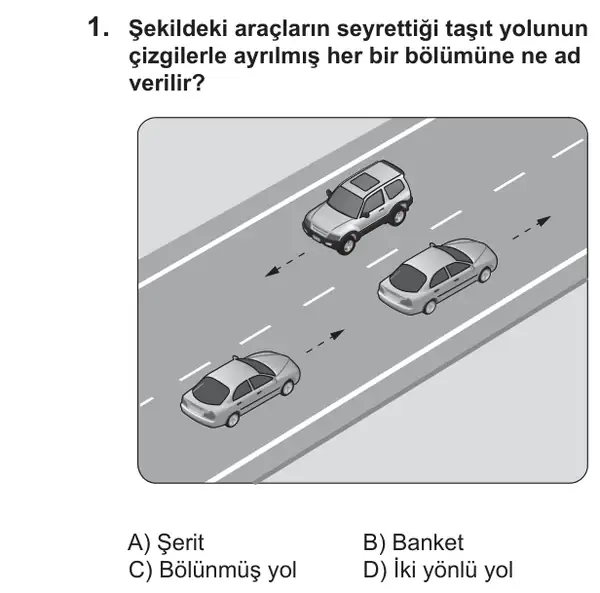 1. Şekildeki araçların seyrettiği taşıt yolunun
çizgilerle ayrılmış her bir bölümüne ne ad
verilir?
A) Şerit B) Banket
C) Bölünmüş yol D) İki yönlü yol